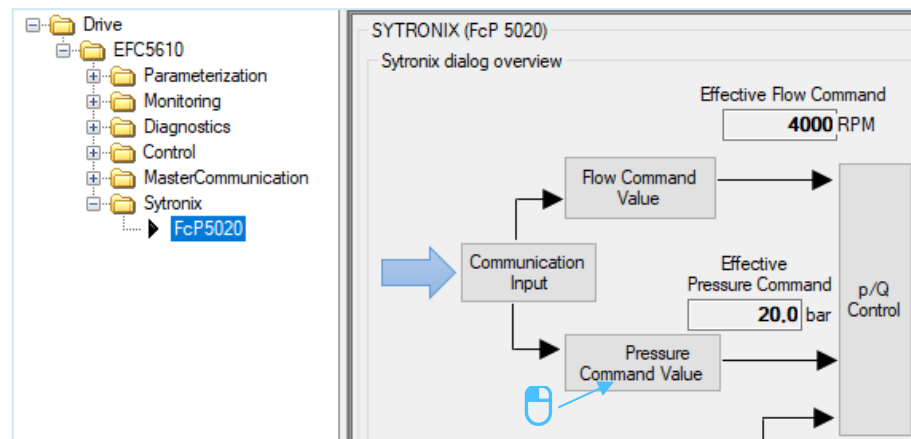 Drive
EFC5610
Parameterization
Monitoring
Diagnostics
Control
MasterCommunication
Sytronix
FcP5020
SYTRONIX (FcP 5020)
Sytronix dialog overview
Effective Flow Command
4000 RPM
Flow Command
Value
Communication
Input
Effective
Pressure Command
20,0 bar
p/Q
Control
Pressure
Command Value